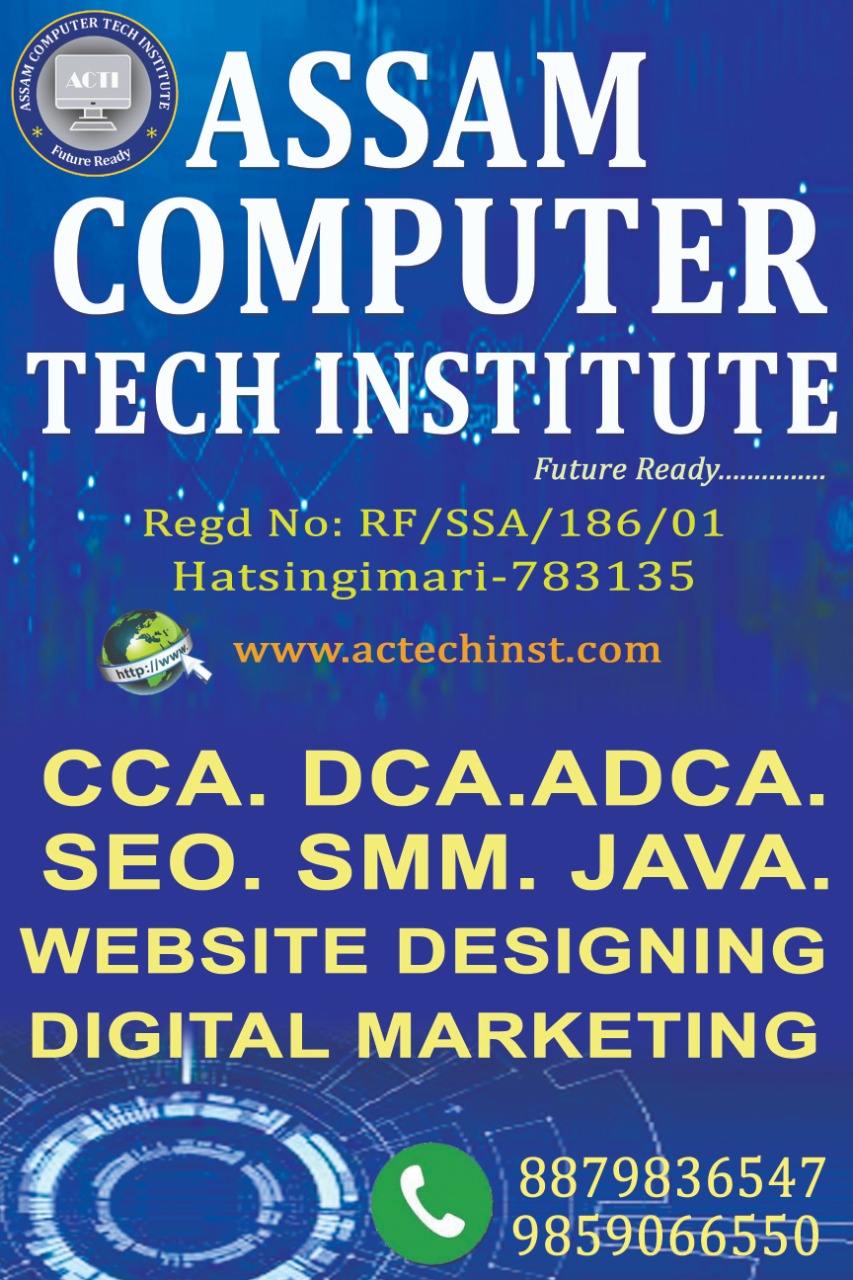 ASSAM COMPUTER TECH INSTITUTE
ACTI
* Future Ready *
ASSAM
COMPUTER
TECH INSTITUTE
Future Ready...............
Regd No: RF/SSA/186/01
Hatsingimari-783135
http://www.
www.actechinst.com
CCA. DCA.ADCA.
SEO. SMM. JAVA.
WEBSITE DESIGNING
DIGITAL MARKETING
8879836547
9859066550